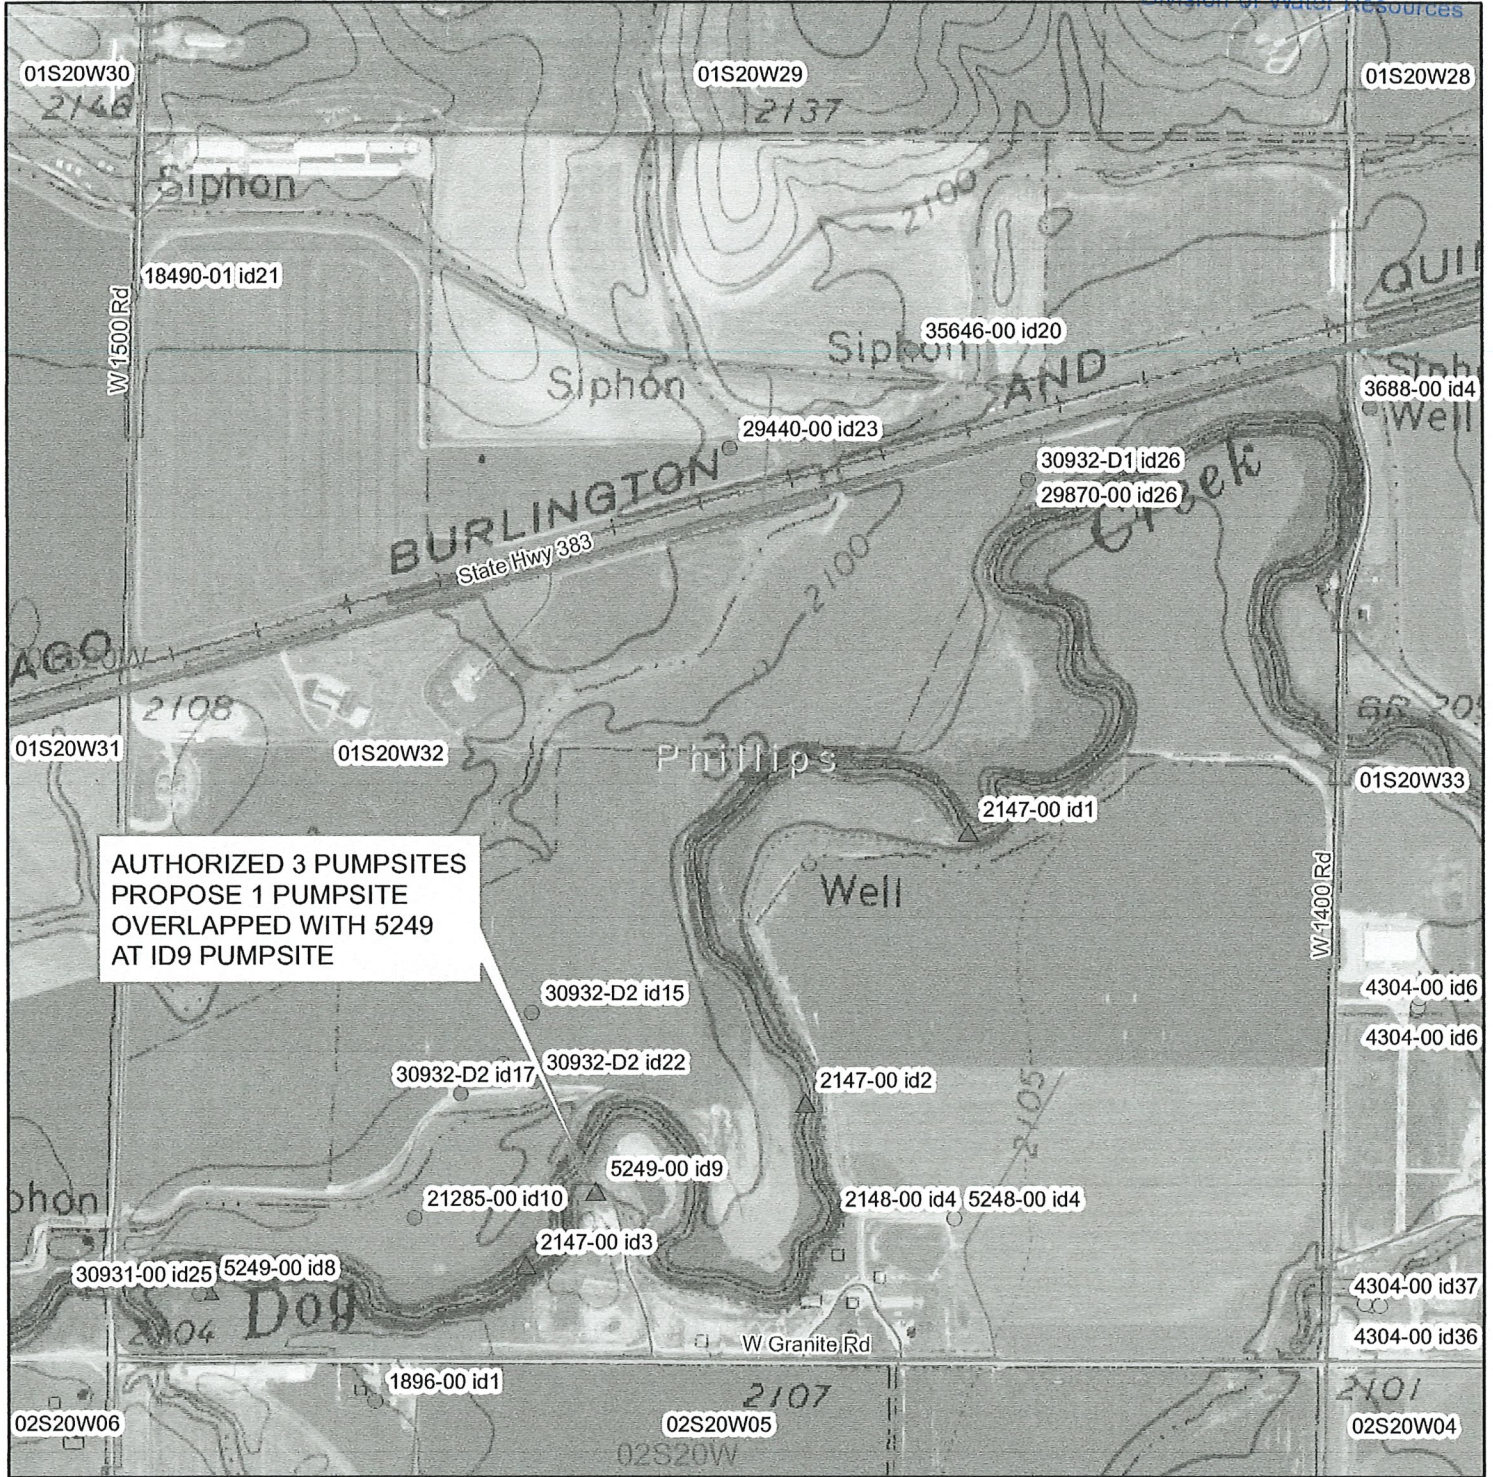 Division of Water Resources
01S20W30
01S20W29
01S20W28
2148
2137
Siphon
2100
18490-01 id21
QUI
W 1500 Rd
35646-00 id20
Siphon
AND
Siphon
3688-00 id4
Well
29440-00 id23
30932-D1 id26
29870-00 id26
Creek
BURLINGTON
State Hwy 383
2100
AGO
2108
01S20W31
01S20W32
Phillips
01S20W33
2147-00 id1
AUTHORIZED 3 PUMPSITES
PROPOSE 1 PUMPSITE
OVERLAPPED WITH 5249
AT ID9 PUMPSITE
Well
W 1400 Rd
30932-D2 id15
4304-00 id6
4304-00 id6
30932-D2 id22
30932-D2 id17
2147-00 id2
2105
5249-00 id9
21285-00 id10
2148-00 id4
5248-00 id4
phon
2147-00 id3
30931-00 id25
5249-00 id8
4304-00 id37
Dog
2104
4304-00 id36
W Granite Rd
1896-00 id1
2107
2101
02S20W06
02S20W05
02S20W04
02S20W